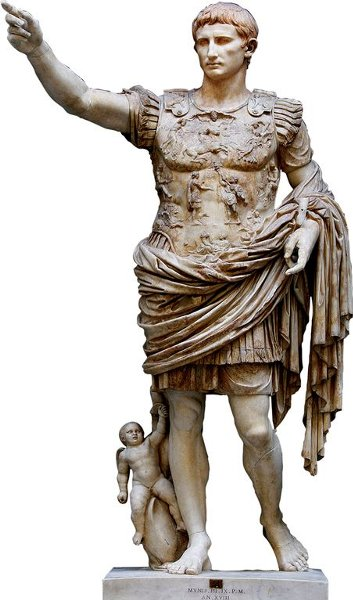 MVNIF. PII. IX. P. M.
AN. XVIII